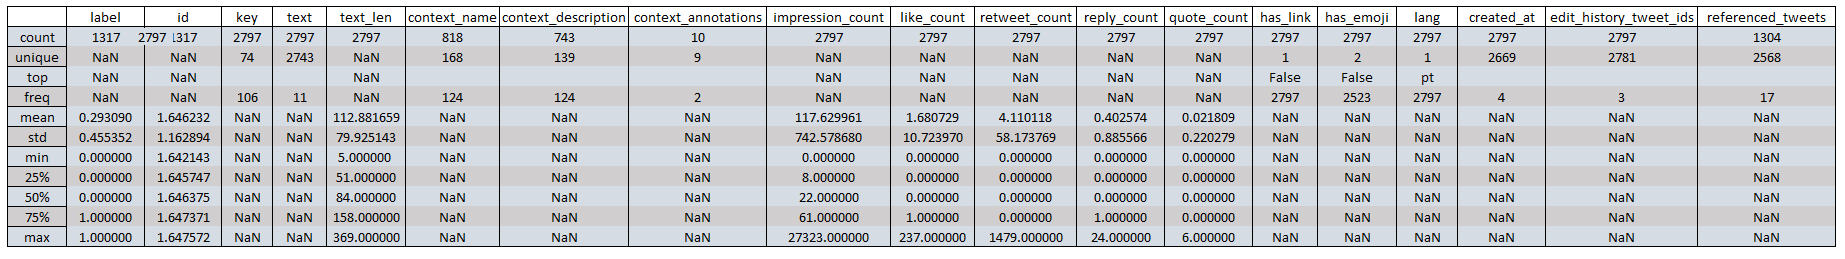 label id key text text_len context_name context_description context_annotations impression_count like_count retweet_count reply_count quote_count has_link has_emoji lang created_at edit_history_tweet_ids referenced_tweets
count 1317 2797 1317 2797 2797 2797 818 743 10 2797 2797 2797 2797 2797 2797 2797 2797 2797 2797 1304
unique NaN NaN 74 2743 NaN 168 139 9 NaN NaN NaN NaN NaN 1 2 1 2669 2781 2568
top NaN NaN NaN NaN NaN NaN NaN NaN False False pt
freq NaN NaN 106 11 NaN 124 124 2 NaN NaN NaN NaN NaN 2797 2523 2797 4 3 17
mean 0.293090 1.646232 NaN NaN 112.881659 NaN NaN NaN 117.629961 1.680729 4.110118 0.402574 0.021809 NaN NaN NaN NaN NaN NaN
std 0.455352 1.162894 NaN NaN 79.925143 NaN NaN NaN 742.578680 10.723970 58.173769 0.885566 0.220279 NaN NaN NaN NaN NaN NaN
min 0.000000 1.642143 NaN NaN 5.000000 NaN NaN NaN 0.000000 0.000000 0.000000 0.000000 0.000000 NaN NaN NaN NaN NaN NaN
25% 0.000000 1.645747 NaN NaN 51.000000 NaN NaN NaN 8.000000 0.000000 0.000000 0.000000 0.000000 NaN NaN NaN NaN NaN NaN
50% 0.000000 1.646375 NaN NaN 84.000000 NaN NaN NaN 22.000000 0.000000 0.000000 0.000000 0.000000 NaN NaN NaN NaN NaN NaN
75% 1.000000 1.647371 NaN NaN 158.000000 NaN NaN NaN 61.000000 1.000000 0.000000 1.000000 0.000000 NaN NaN NaN NaN NaN NaN
max 1.000000 1.647572 NaN NaN 369.000000 NaN NaN NaN 27323.000000 237.000000 1479.000000 24.000000 6.000000 NaN NaN NaN NaN NaN NaN